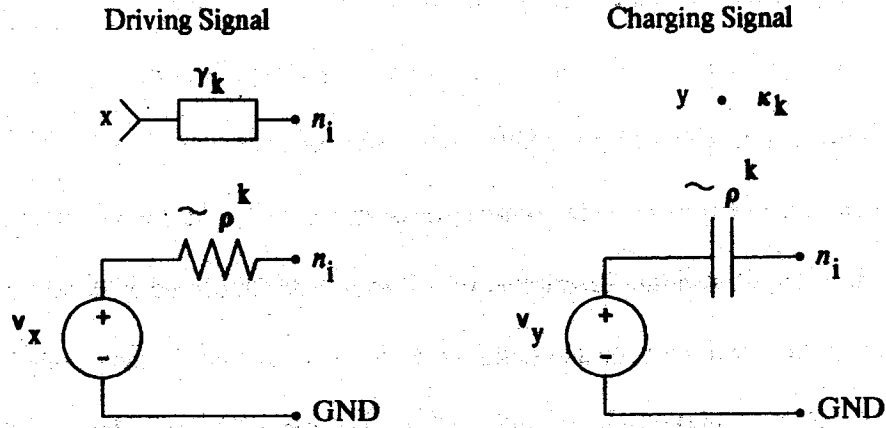 Driving Signal
γk
x
ni
~ρk
ni
vx
+
-
GND
Charging Signal
y • κk
~ρk
ni
vy
+
-
GND